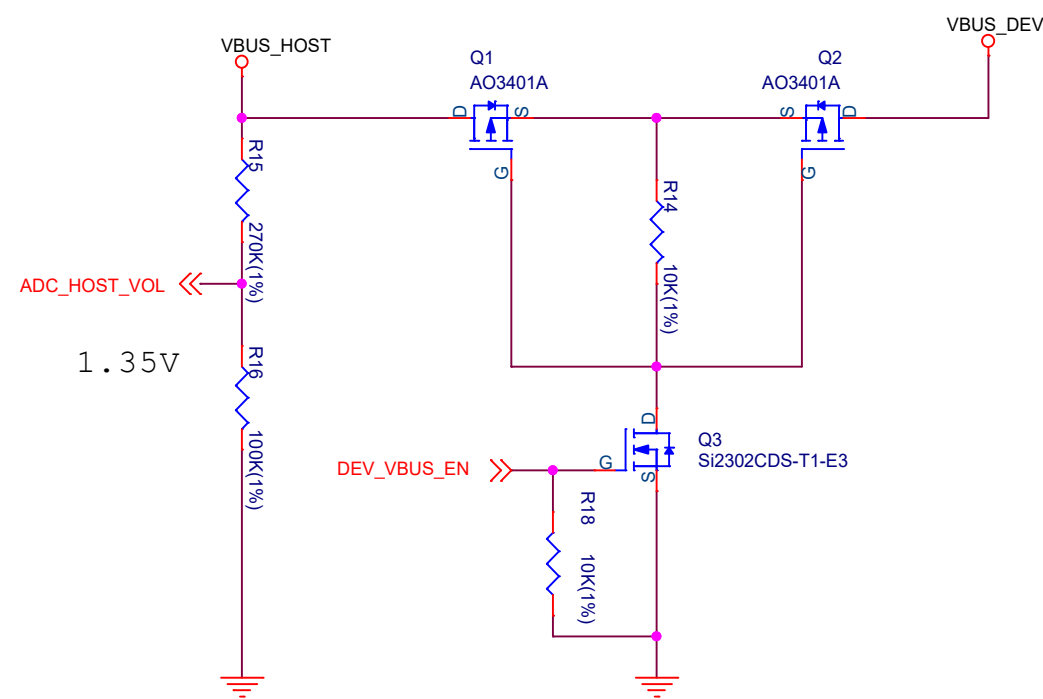 VBUS_HOST
VBUS_DEV
Q1
AO3401A
Q2
AO3401A
D
S
G
S
D
G
R15
270K(1%)
R14
10K(1%)
ADC_HOST_VOL
1.35V
R16
100K(1%)
DEV_VBUS_EN
G
D
S
Q3
Si2302CDS-T1-E3
R18
10K(1%)